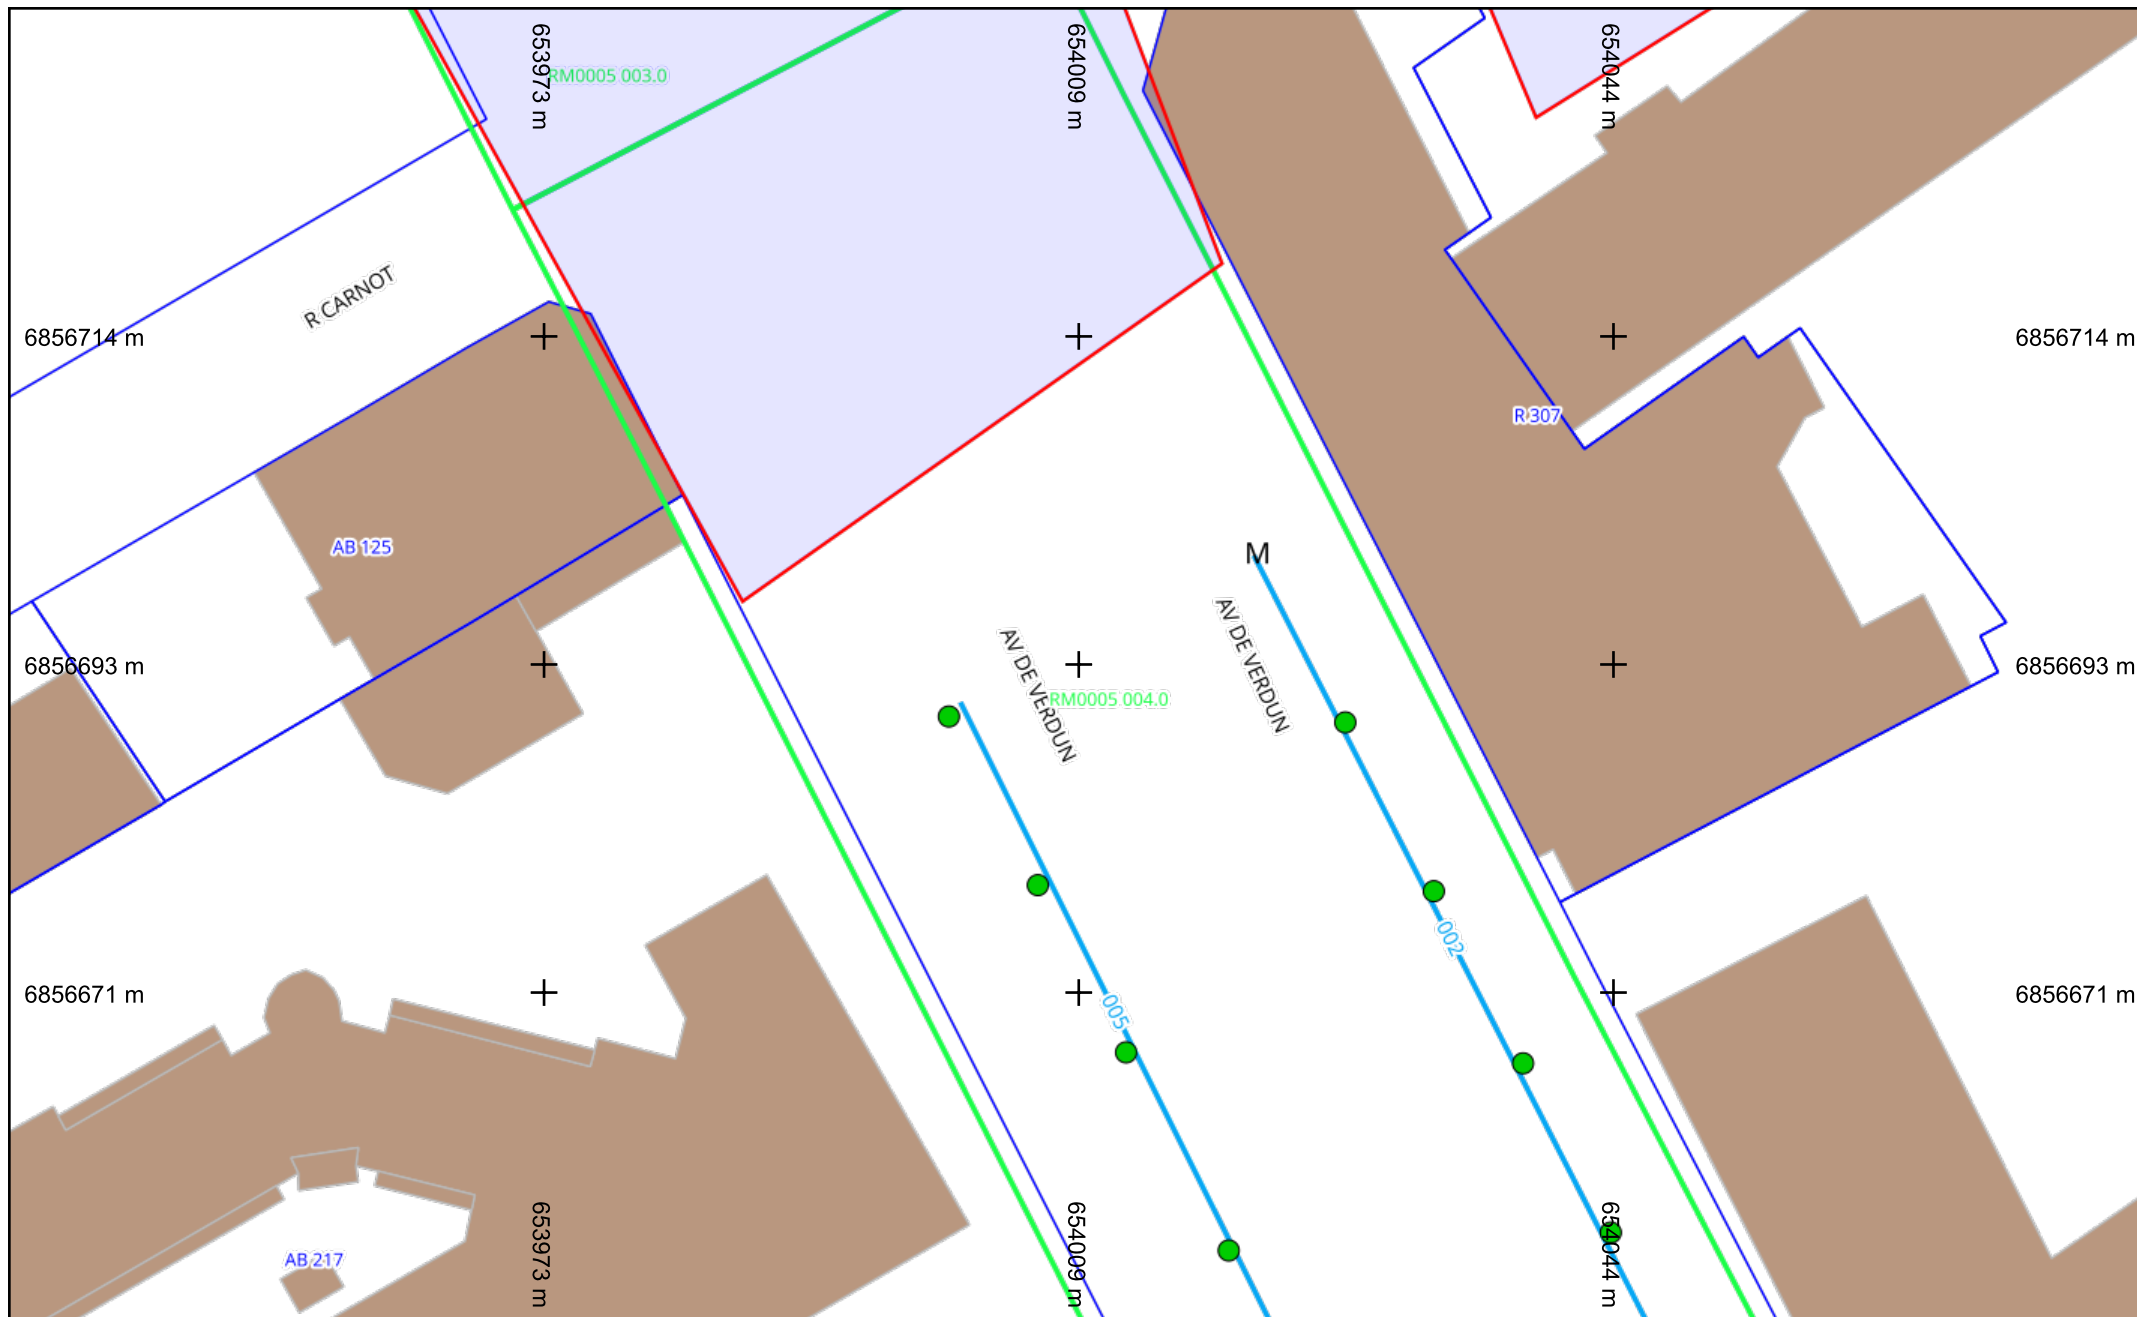 653973 m
654009 m
654044 m
RM0005 003.0
R CARNOT
6856714 m
6856714 m
R 307
AB 125
M
AV DE VERDUN
AV DE VERDUN
6856693 m
6856693 m
RM0005 004.0
002
6856671 m
6856671 m
005
653973 m
654009 m
654044 m
AB 217